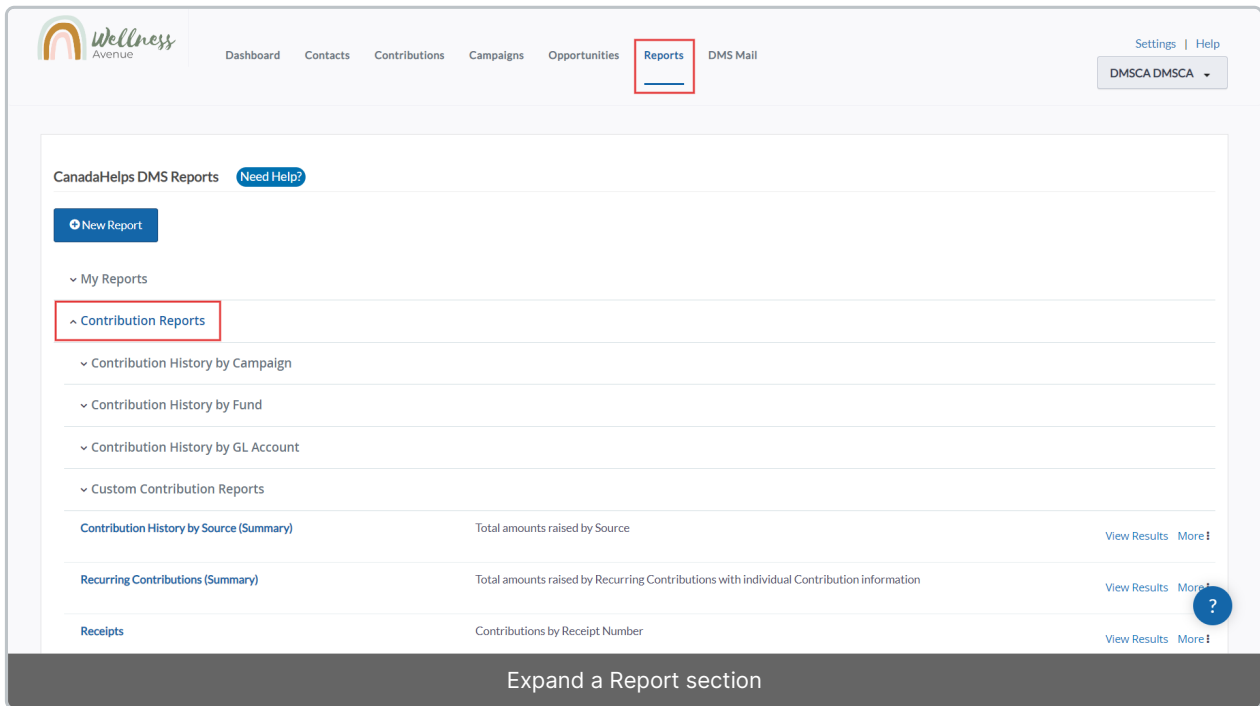 Wellness
Avenue
Dashboard Contacts Contributions Campaigns Opportunities Reports DMS Mail
Settings | Help
DMSCA DMSCA
CanadaHelps DMS Reports Need Help?
New Report
My Reports
Contribution Reports
Contribution History by Campaign
Contribution History by Fund
Contribution History by GL Account
Custom Contribution Reports
Contribution History by Source (Summary) Total amounts raised by Source View Results More
Recurring Contributions (Summary) Total amounts raised by Recurring Contributions with individual Contribution information View Results More
?
Receipts Contributions by Receipt Number View Results More
Expand a Report section